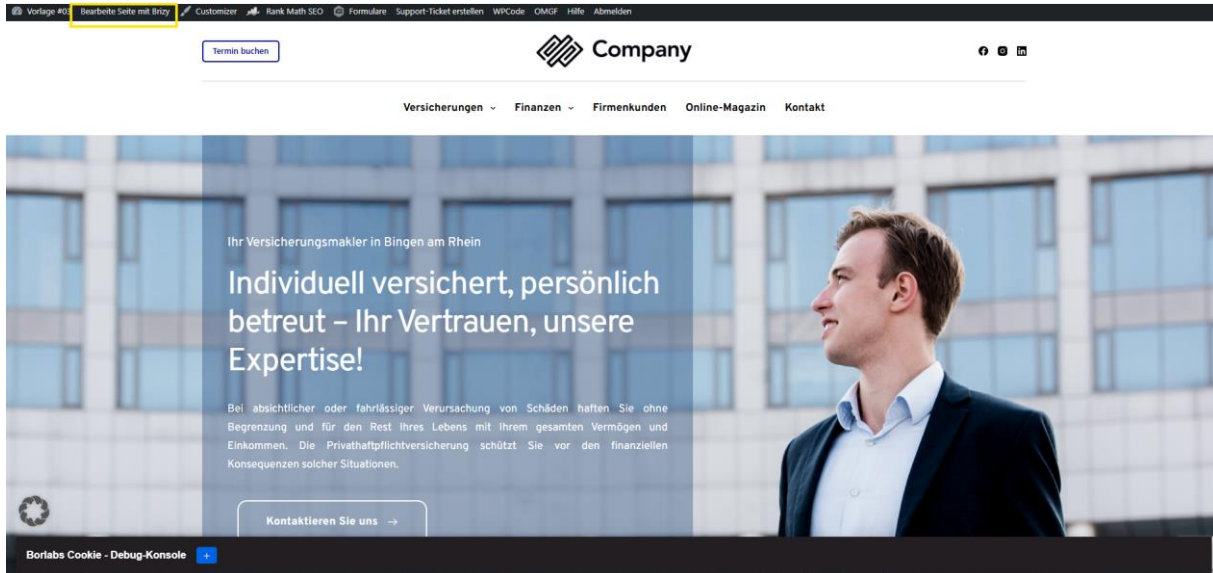 Vorlage #03 Bearbeite Seite mit Brizy Customizer Rank Math SEO Formulare Support-Ticket erstellen WPCode OMGF Hilfe Abmelden
Termin buchen
Company
Versicherungen Finanzen Firmenkunden Online-Magazin Kontakt
Ihr Versicherungsmakler in Bingen am Rhein
Individuell versichert, persönlich
betreut – Ihr Vertrauen, unsere
Expertise!
Bei absichtlicher oder fahrlässiger Verursachung von Schäden haften Sie ohne
Begrenzung und für den Rest Ihres Lebens mit Ihrem gesamten Vermögen und
Einkommen. Die Privathaftpflichtversicherung schützt Sie vor den finanziellen
Konsequenzen solcher Situationen.
Kontaktieren Sie uns →
Borlabs Cookie - Debug-Konsole +